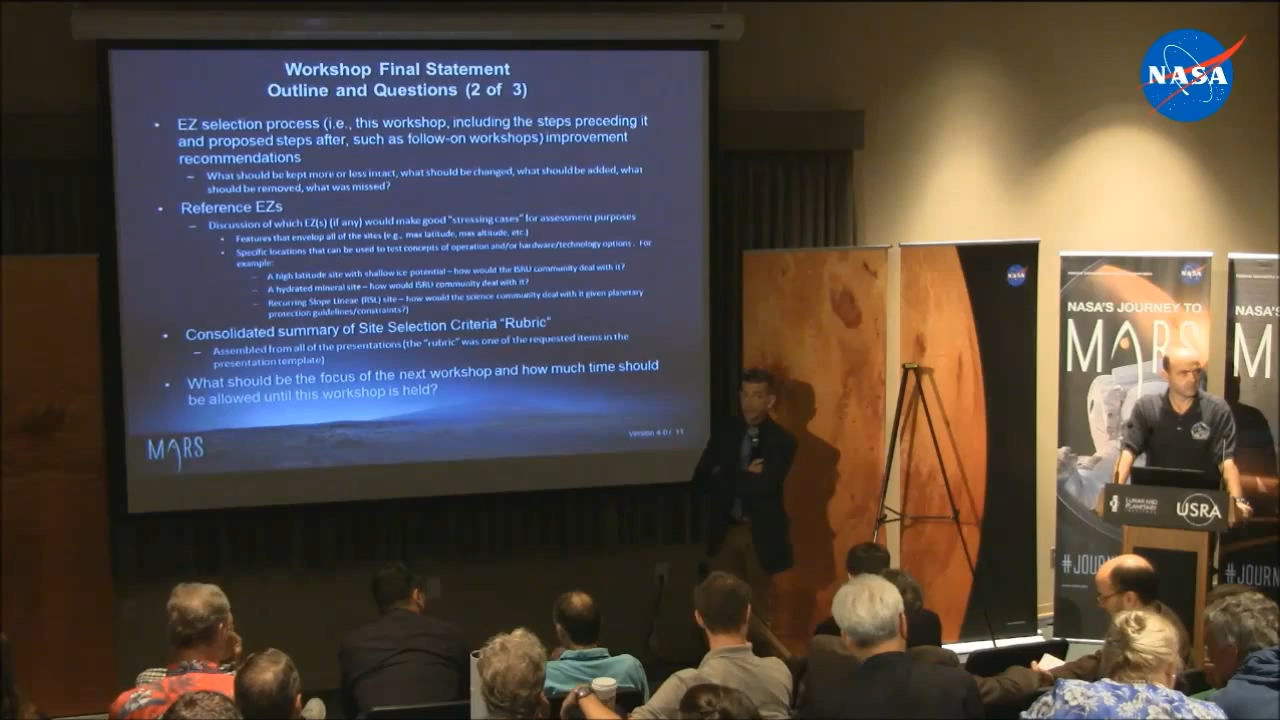 Workshop Final Statement
Outline and Questions (2 of 3)
• EZ selection process (i.e., this workshop, including the steps preceding it
and proposed steps after, such as follow-on workshops) improvement
recommendations
– What should be kept more or less intact, what should be changed, what should be added, what
should be removed, what was missed?
• Reference EZs
– Discussion of which EZ(s) (if any) would make good "stressing cases" for assessment purposes
• Features that envelop all of the sites (e.g., max latitude, max altitude, etc.)
• Specific locations that can be used to test concepts of operation and/or hardware/technology options. For
example:
– A high latitude site with shallow ice potential – how would the ISRU community deal with it?
– A hydrated mineral site – how would ISRU community deal with it?
– Recurring Slope Lineae (RSL) site – how would the science community deal with it given planetary
protection guidelines/constraints?)
• Consolidated summary of Site Selection Criteria "Rubric"
– Assembled from all of the presentations (the "rubric" was one of the requested items in the
presentation template)
• What should be the focus of the next workshop and how much time should
be allowed until this workshop is held?
MARS
Version 4.0 / 11
NASA
NASA
NASA'S JOURNEY TO
MARS
#JOURN
LUNAR AND
PLANETARY
USRA
NASA'S
M
#JOURN